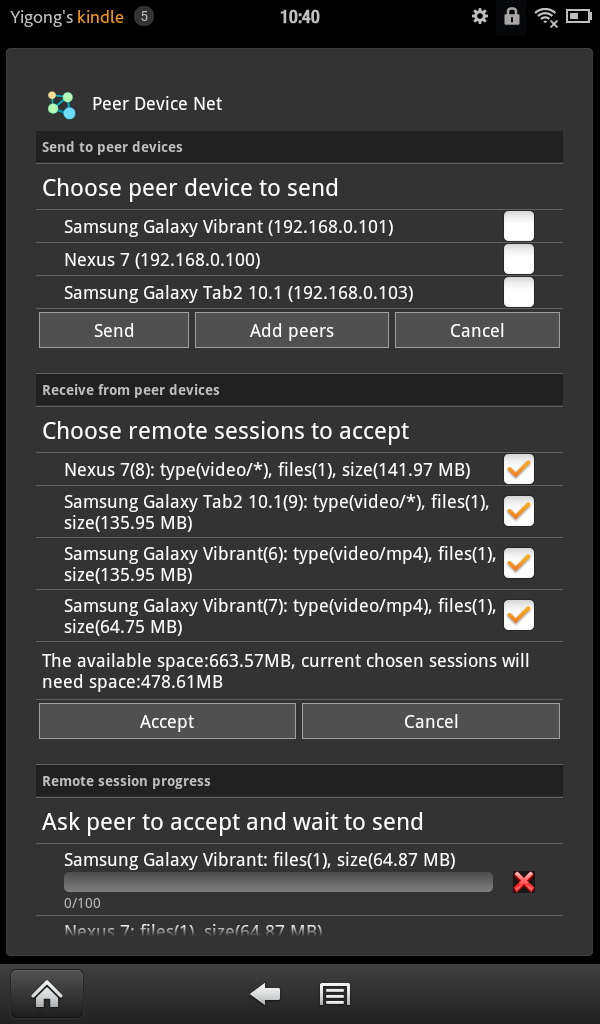 Yigong's kindle 5 10:40
Peer Device Net
Send to peer devices
Choose peer device to send
Samsung Galaxy Vibrant (192.168.0.101)
Nexus 7 (192.168.0.100)
Samsung Galaxy Tab2 10.1 (192.168.0.103)
Send Add peers Cancel
Receive from peer devices
Choose remote sessions to accept
Nexus 7(8): type(video/*), files(1), size(141.97 MB)
Samsung Galaxy Tab2 10.1(9): type(video/*), files(1),
size(135.95 MB)
Samsung Galaxy Vibrant(6): type(video/mp4), files(1),
size(135.95 MB)
Samsung Galaxy Vibrant(7): type(video/mp4), files(1),
size(64.75 MB)
The available space:663.57MB, current chosen sessions will
need space:478.61MB
Accept Cancel
Remote session progress
Ask peer to accept and wait to send
Samsung Galaxy Vibrant: files(1), size(64.87 MB)
0/100
Nexus 7: files(1), size(64.87 MB)